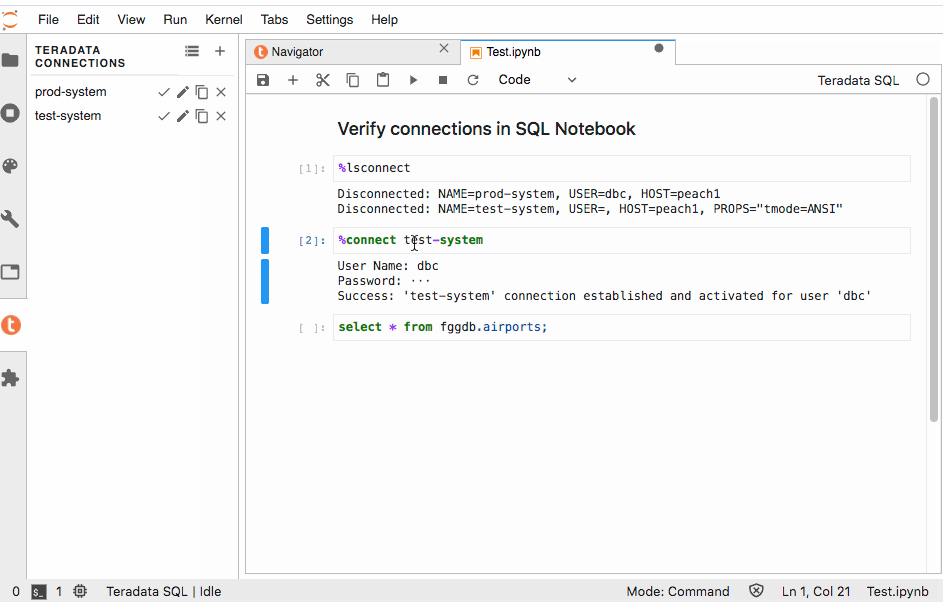 File Edit View Run Kernel Tabs Settings Help
TERADATA
CONNECTIONS
prod-system
test-system
Navigator
Test.ipynb
Code
Teradata SQL
Verify connections in SQL Notebook
[1]: %lsconnect
Disconnected: NAME=prod-system, USER=dbc, HOST=peach1
Disconnected: NAME=test-system, USER=, HOST=peach1, PROPS="tmode=ANSI"
[2]: %connect test-system
User Name: dbc
Password: ···
Success: 'test-system' connection established and activated for user 'dbc'
[ ]: select * from fggdb.airports;
0 $_ 1 Teradata SQL | Idle Mode: Command Ln 1, Col 21 Test.ipynb